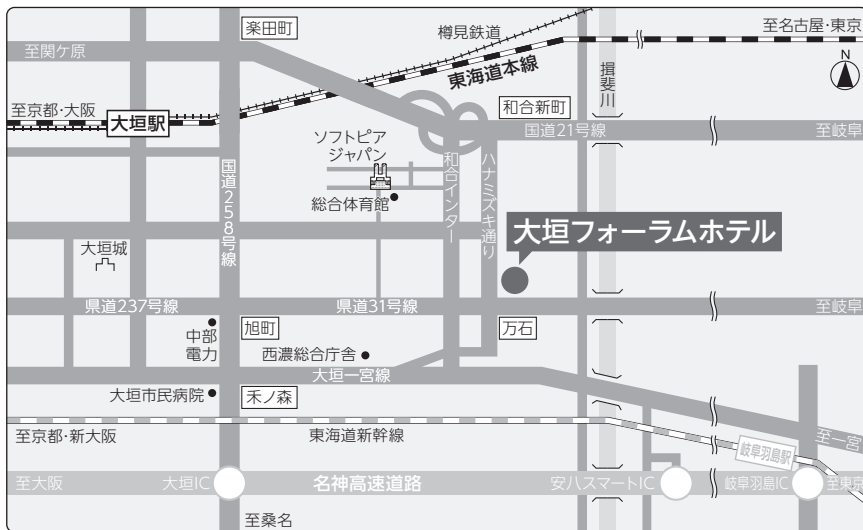 楽田町
樽見鉄道
至名古屋・東京
至関ケ原
東海道本線
N
揖斐川
至京都・大阪
大垣駅
和合新町
国道21号線
至岐阜
ソフトピア
ジャパン
総合体育館
国道258号線
和合インター
ハナミズキ通り
大垣フォーラムホテル
大垣城
県道237号線
県道31号線
至岐阜
中部
電力
旭町
万石
西濃総合庁舎
大垣一宮線
大垣市民病院
禾ノ森
至京都・新大阪
東海道新幹線
岐阜羽島駅
至一宮
至大阪
大垣IC
名神高速道路
安八スマートIC
岐阜羽島IC
至東京
至桑名